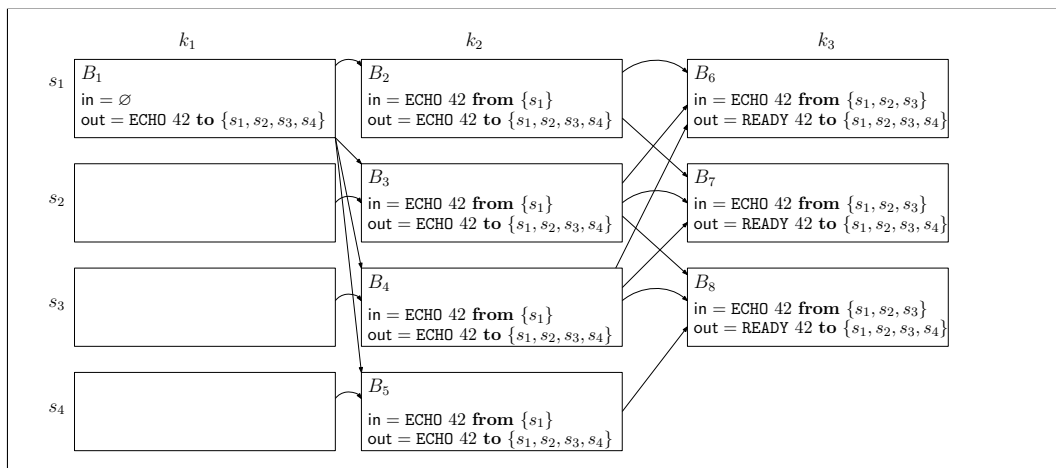 k₁ k₂ k₃
s₁
B₁
in = ∅
out = ECHO 42 to {s₁, s₂, s₃, s₄}
B₂
in = ECHO 42 from {s₁}
out = ECHO 42 to {s₁, s₂, s₃, s₄}
B₆
in = ECHO 42 from {s₁, s₂, s₃}
out = READY 42 to {s₁, s₂, s₃, s₄}
s₂
B₃
in = ECHO 42 from {s₁}
out = ECHO 42 to {s₁, s₂, s₃, s₄}
B₇
in = ECHO 42 from {s₁, s₂, s₃}
out = READY 42 to {s₁, s₂, s₃, s₄}
s₃
B₄
in = ECHO 42 from {s₁}
out = ECHO 42 to {s₁, s₂, s₃, s₄}
B₈
in = ECHO 42 from {s₁, s₂, s₃}
out = READY 42 to {s₁, s₂, s₃, s₄}
s₄
B₅
in = ECHO 42 from {s₁}
out = ECHO 42 to {s₁, s₂, s₃, s₄}